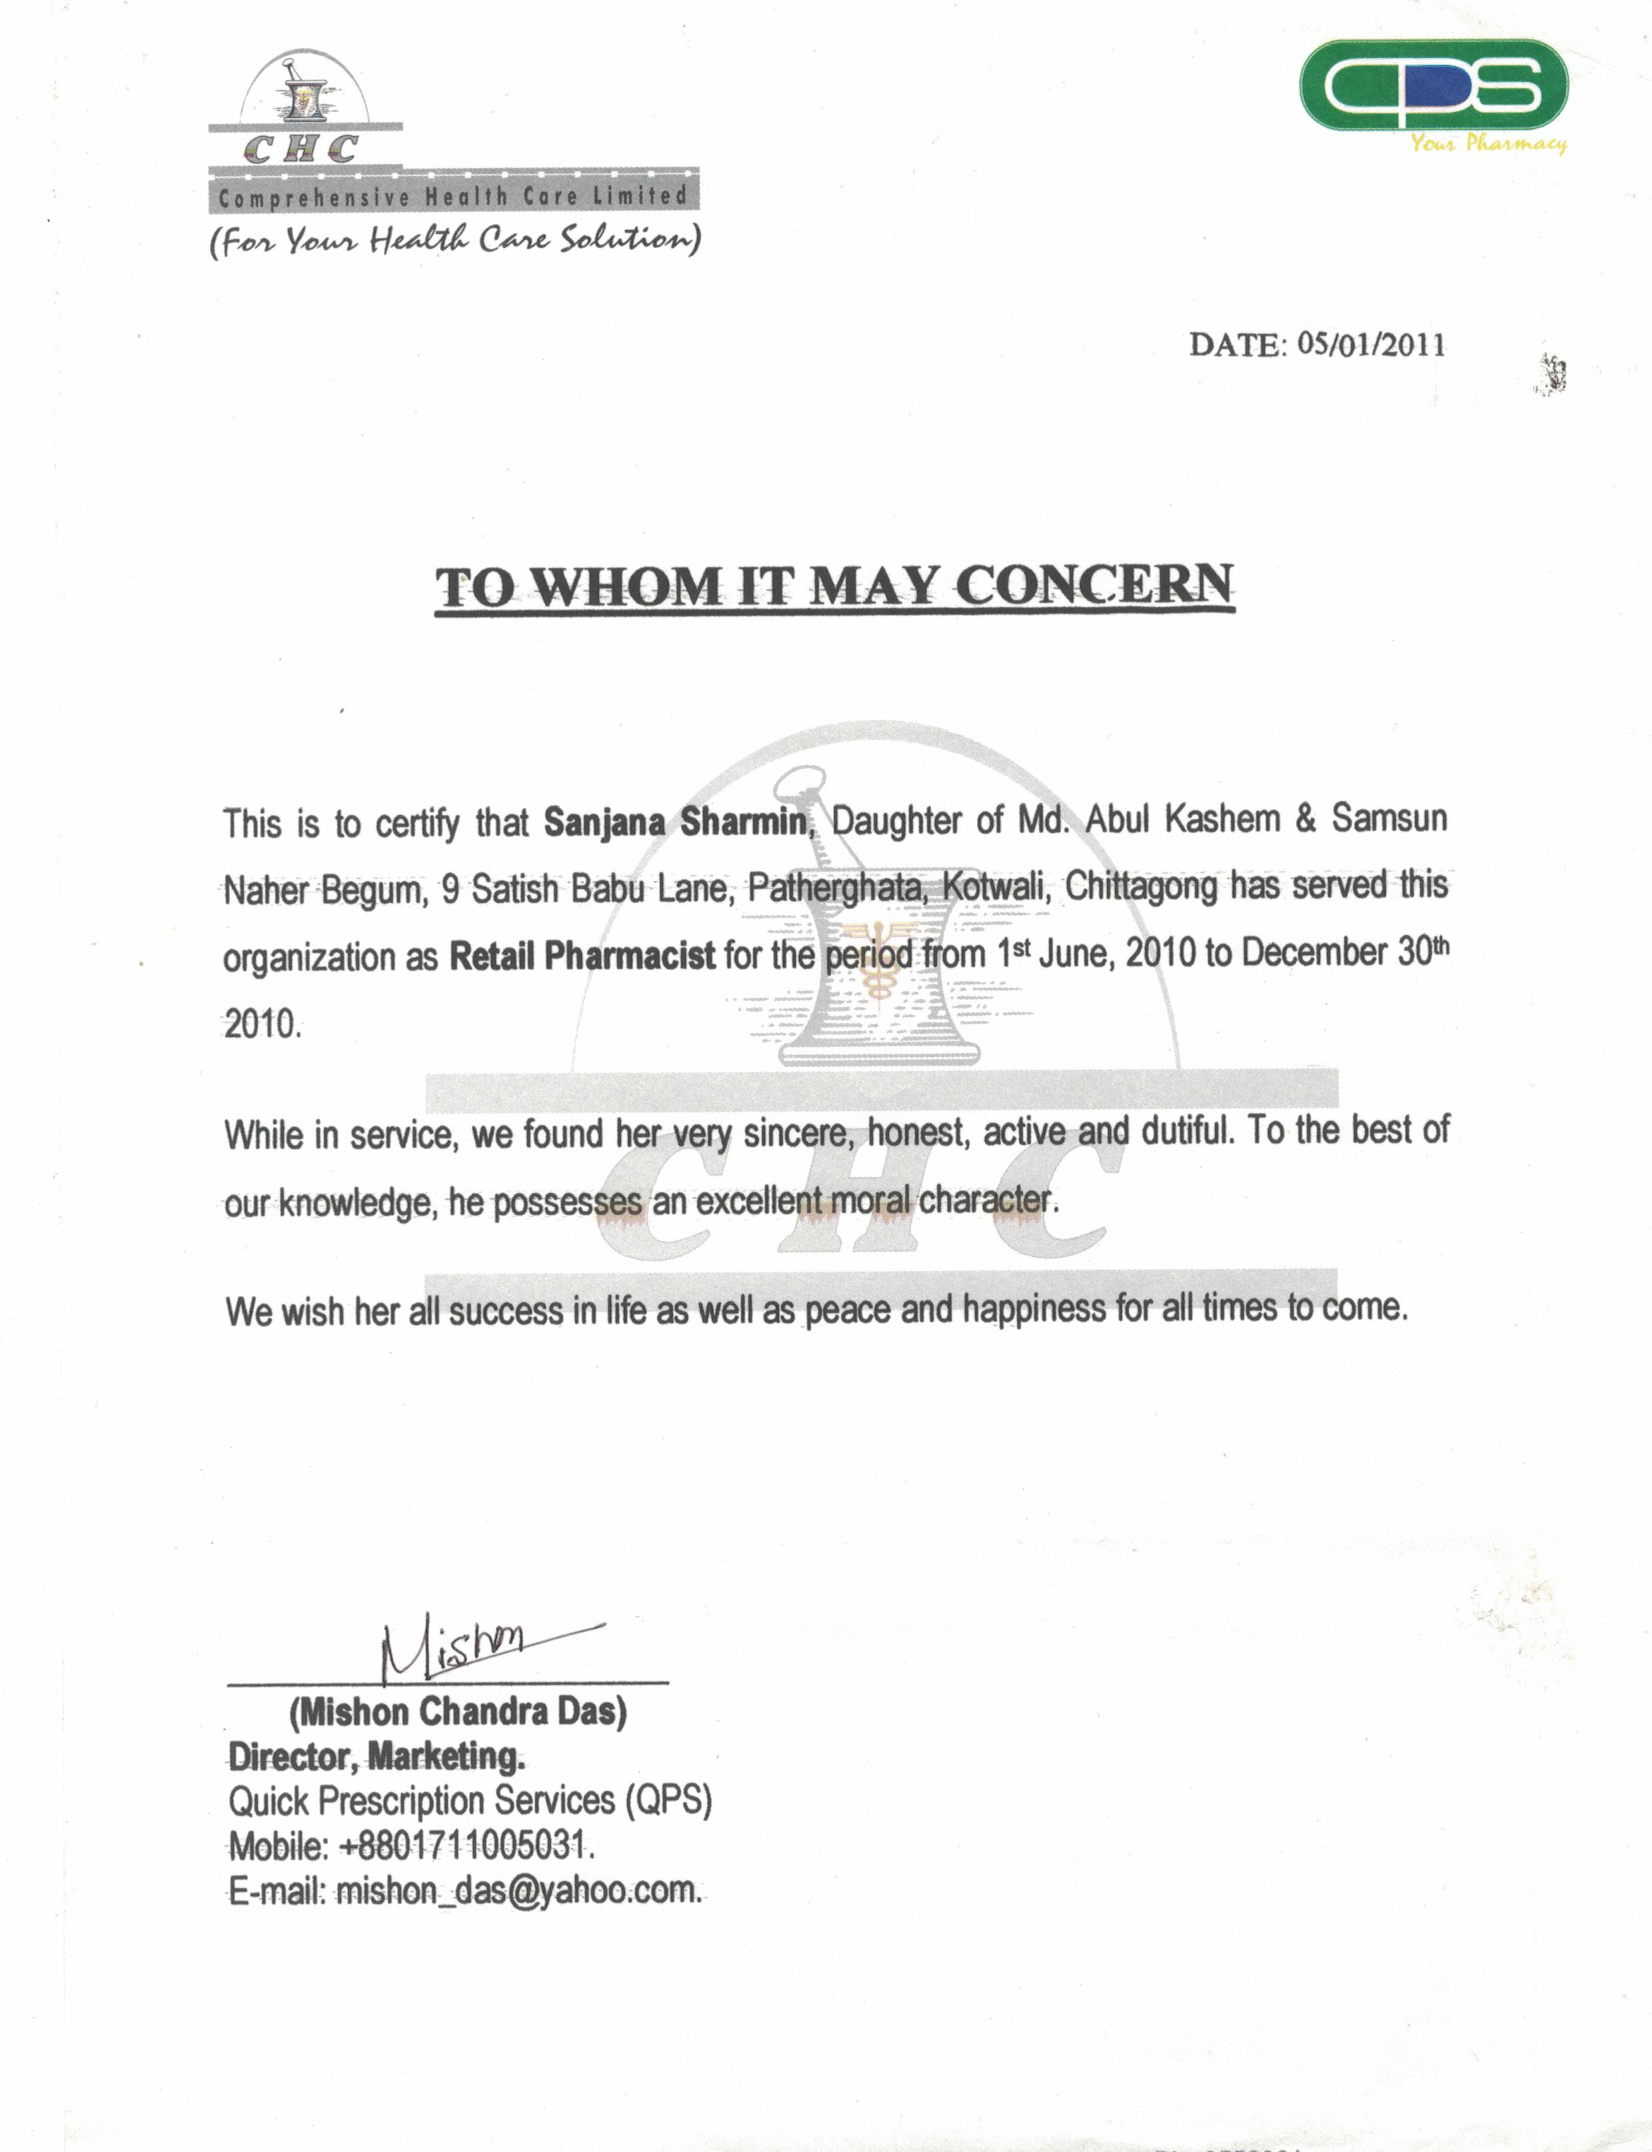 CHC
Comprehensive Health Care Limited
(For Your Health Care Solution)
QPS
Your Pharmacy
DATE: 05/01/2011
TO WHOM IT MAY CONCERN
This is to certify that Sanjana Sharmin, Daughter of Md. Abul Kashem & Samsun
Naher Begum, 9 Satish Babu Lane, Patherghata, Kotwali, Chittagong has served this
organization as Retail Pharmacist for the period from 1st June, 2010 to December 30th
2010.
While in service, we found her very sincere, honest, active and dutiful. To the best of
our knowledge, he possesses an excellent moral character.
CHC
We wish her all success in life as well as peace and happiness for all times to come.
Mishon
(Mishon Chandra Das)
Director, Marketing.
Quick Prescription Services (QPS)
Mobile: +8801711005031.
E-mail: mishon_das@yahoo.com.